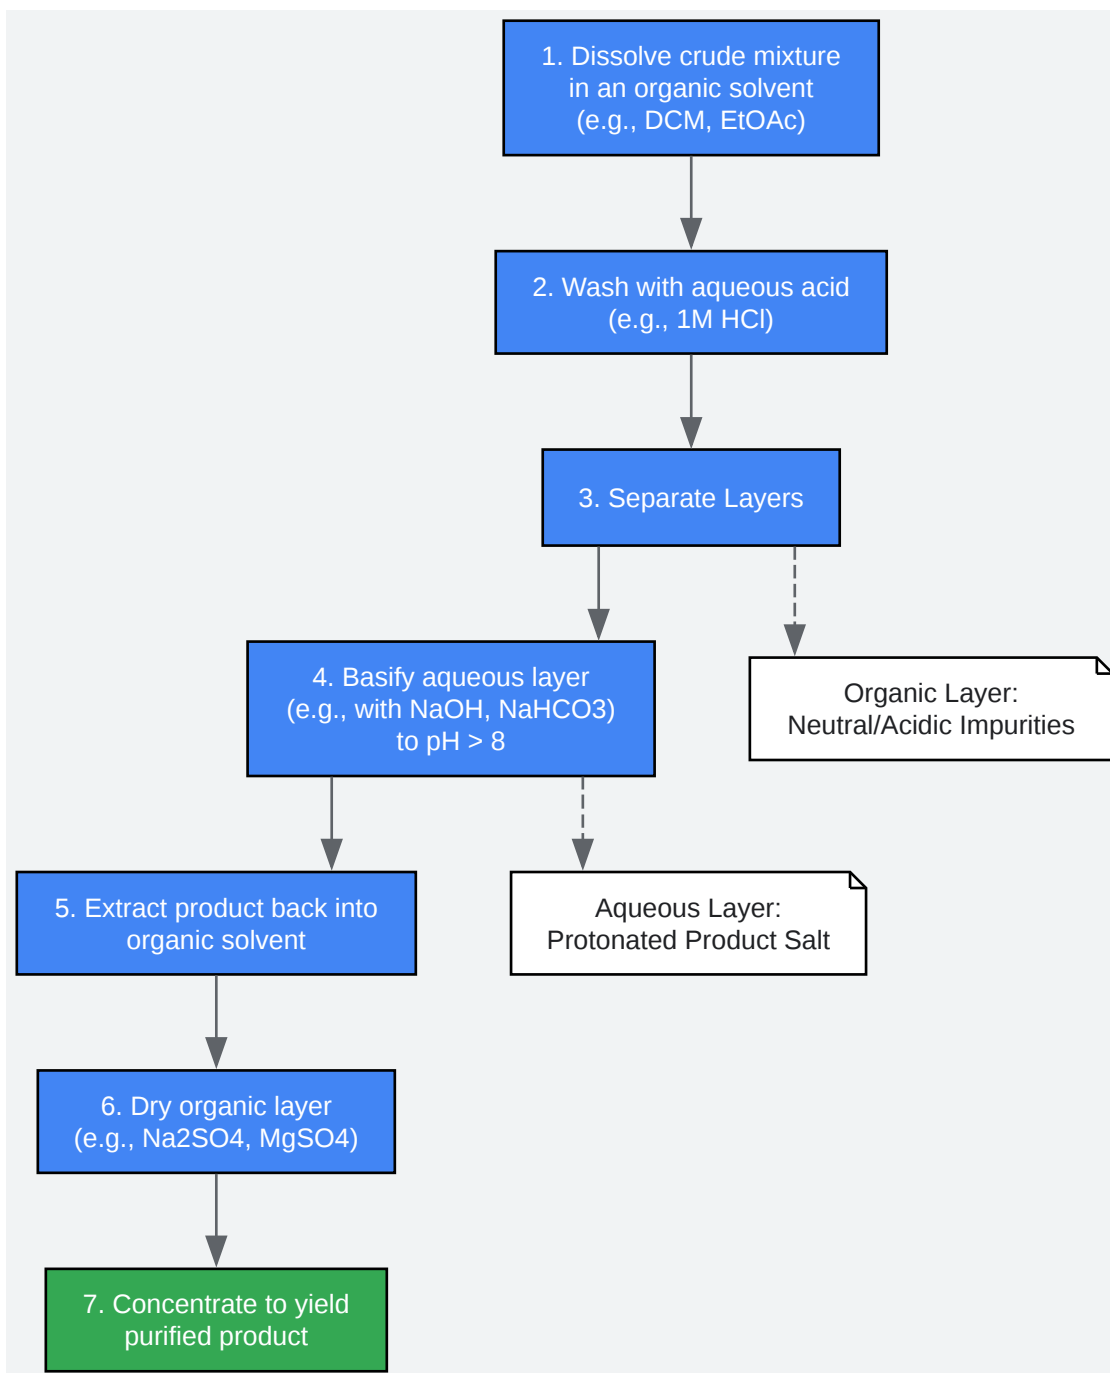 1. Dissolve crude mixture
in an organic solvent
(e.g., DCM, EtOAc)
2. Wash with aqueous acid
(e.g., 1M HCl)
3. Separate Layers
4. Basify aqueous layer
(e.g., with NaOH, NaHCO3)
to pH > 8
Organic Layer:
Neutral/Acidic Impurities
5. Extract product back into
organic solvent
Aqueous Layer:
Protonated Product Salt
6. Dry organic layer
(e.g., Na2SO4, MgSO4)
7. Concentrate to yield
purified product